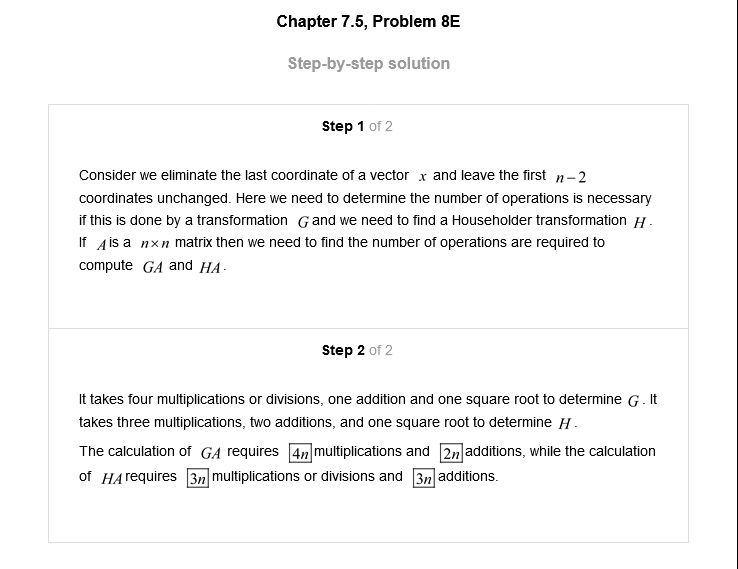 Chapter 7.5, Problem 8E
Step-by-step solution
Step 1 of 2
Consider we eliminate the last coordinate of a vector x and leave the first n−2
coordinates unchanged. Here we need to determine the number of operations is necessary
if this is done by a transformation G and we need to find a Householder transformation H.
If A is a n×n matrix then we need to find the number of operations are required to
compute GA and HA.
Step 2 of 2
It takes four multiplications or divisions, one addition and one square root to determine G. It
takes three multiplications, two additions, and one square root to determine H.
The calculation of GA requires 4n multiplications and 2n additions, while the calculation
of HA requires 3n multiplications or divisions and 3n additions.